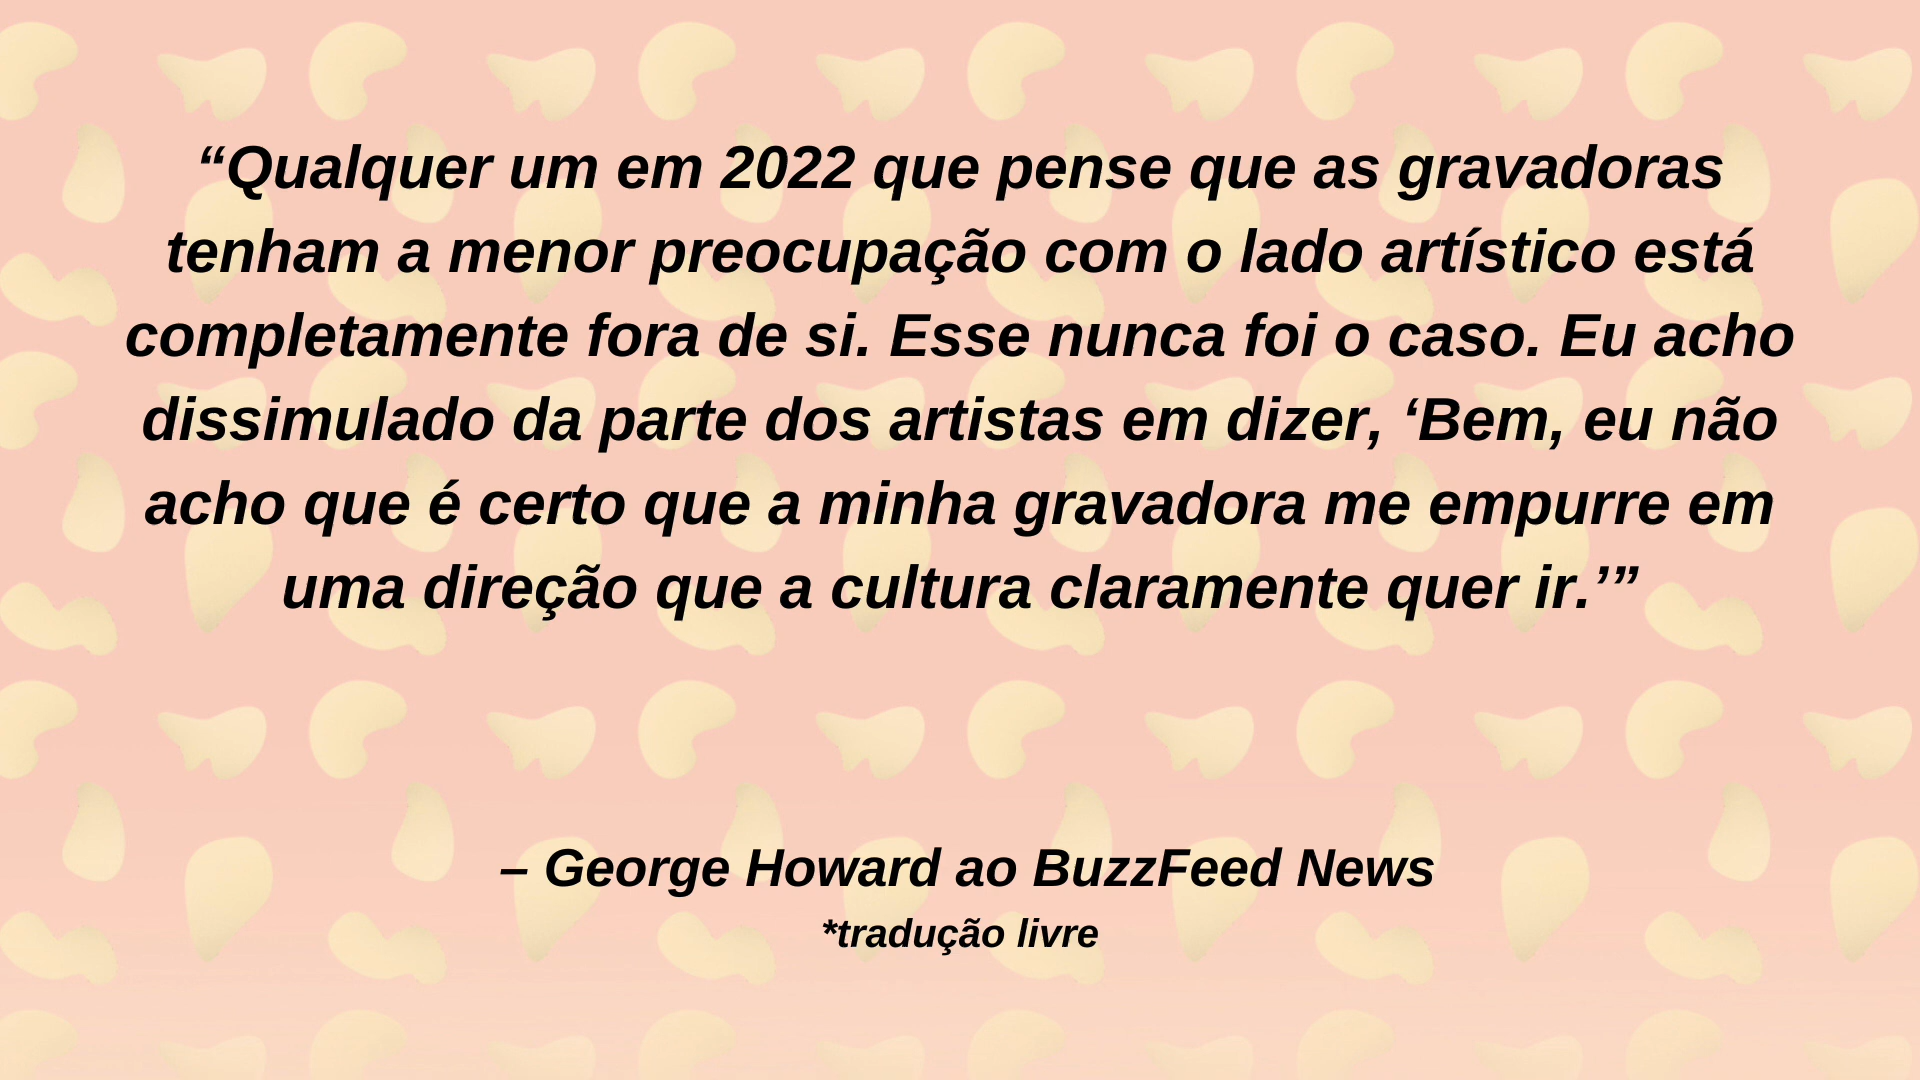 “Qualquer um em 2022 que pense que as gravadoras
tenham a menor preocupação com o lado artístico está
completamente fora de si. Esse nunca foi o caso. Eu acho
dissimulado da parte dos artistas em dizer, ‘Bem, eu não
acho que é certo que a minha gravadora me empurre em
uma direção que a cultura claramente quer ir.’”
– George Howard ao BuzzFeed News
*tradução livre